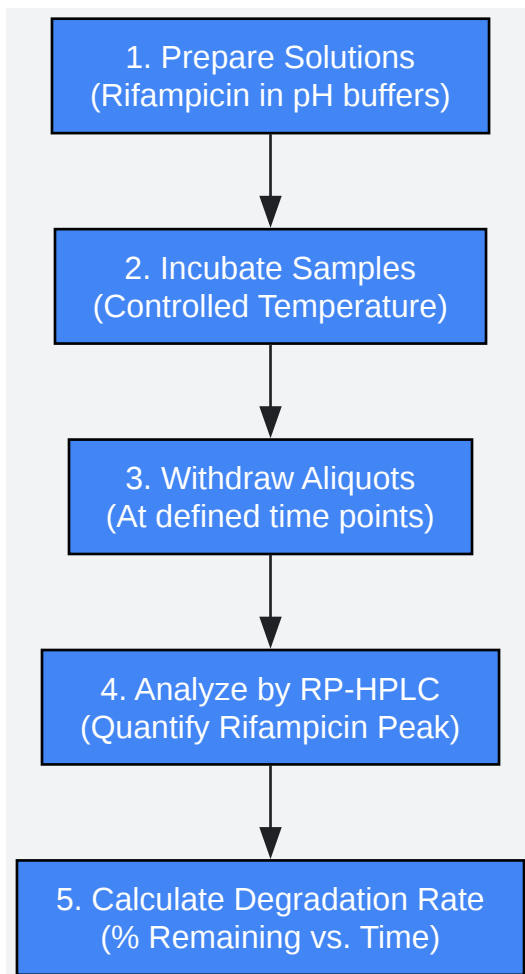 1. Prepare Solutions
(Rifampicin in pH buffers)
2. Incubate Samples
(Controlled Temperature)
3. Withdraw Aliquots
(At defined time points)
4. Analyze by RP-HPLC
(Quantify Rifampicin Peak)
5. Calculate Degradation Rate
(% Remaining vs. Time)